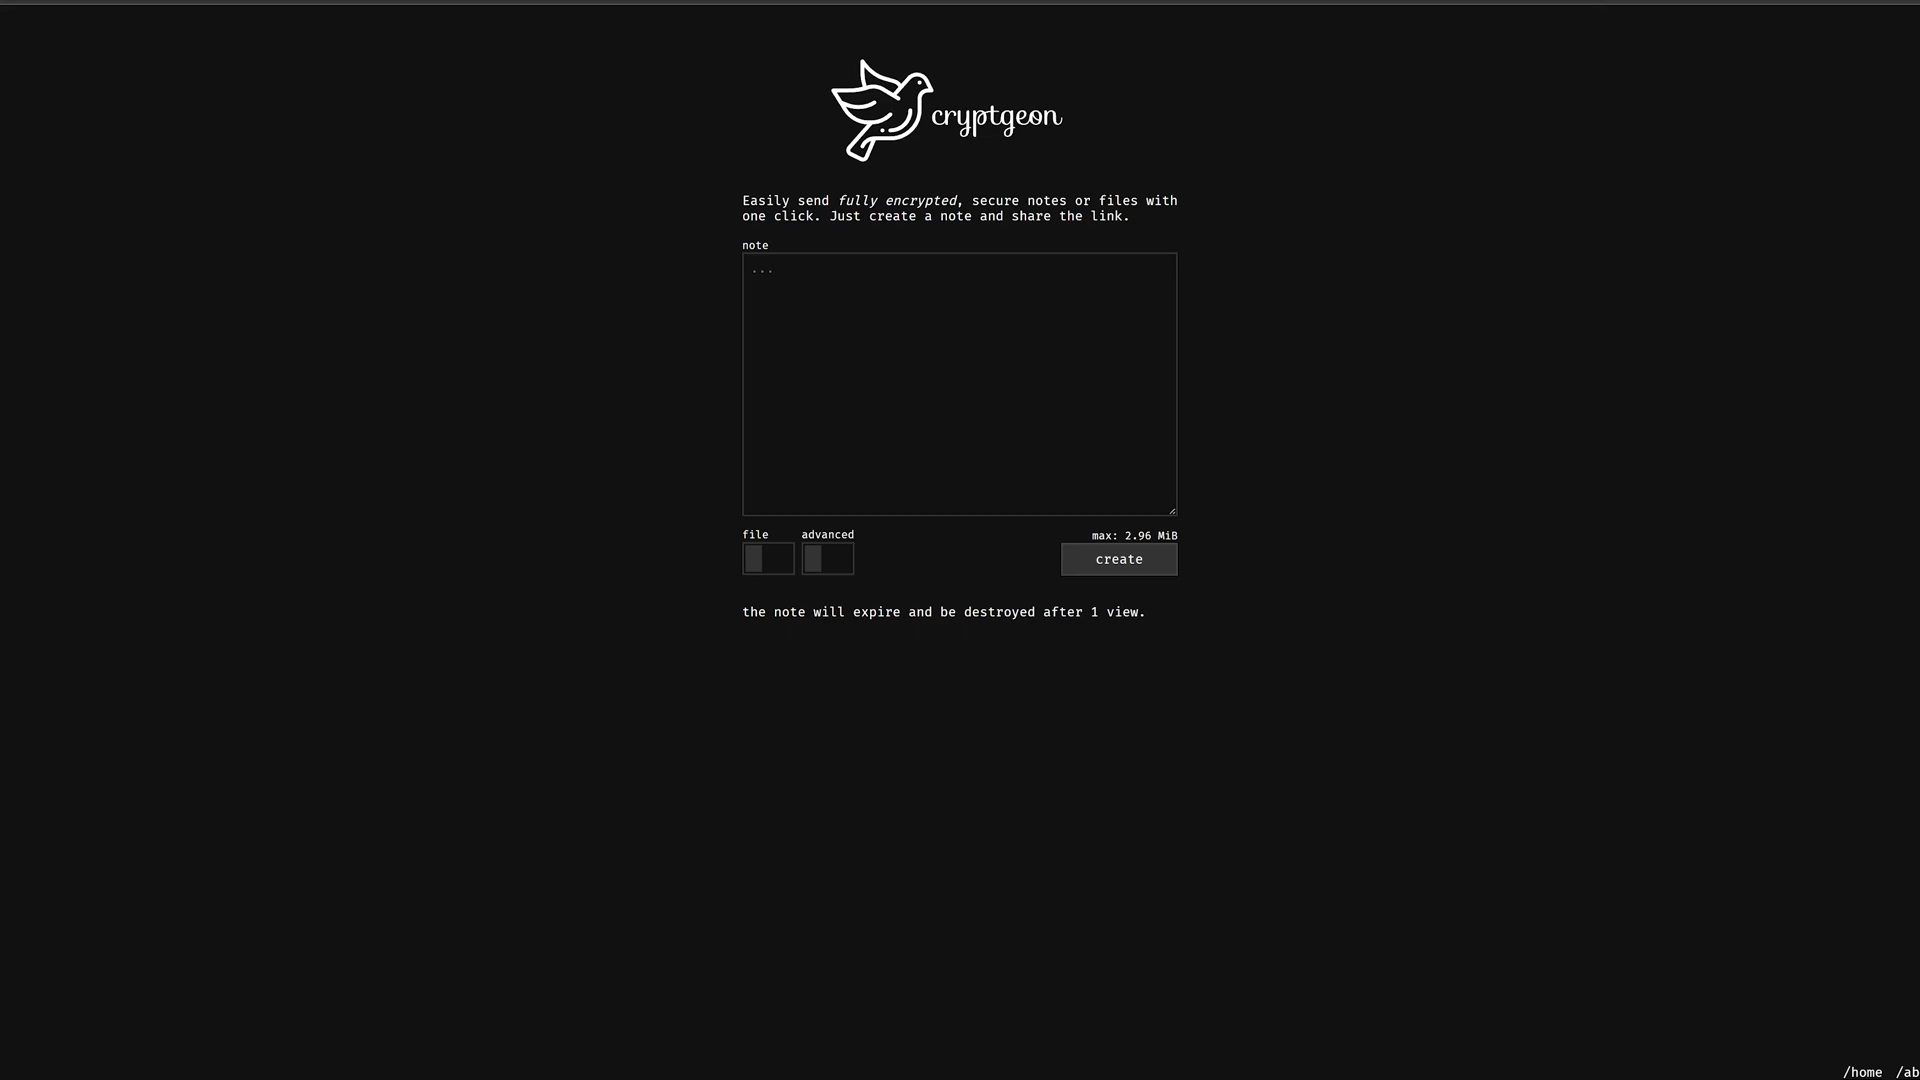 cryptgeon
Easily send fully encrypted, secure notes or files with
one click. Just create a note and share the link.
note
...
file advanced max: 2.96 MiB
create
the note will expire and be destroyed after 1 view.
/home /ab